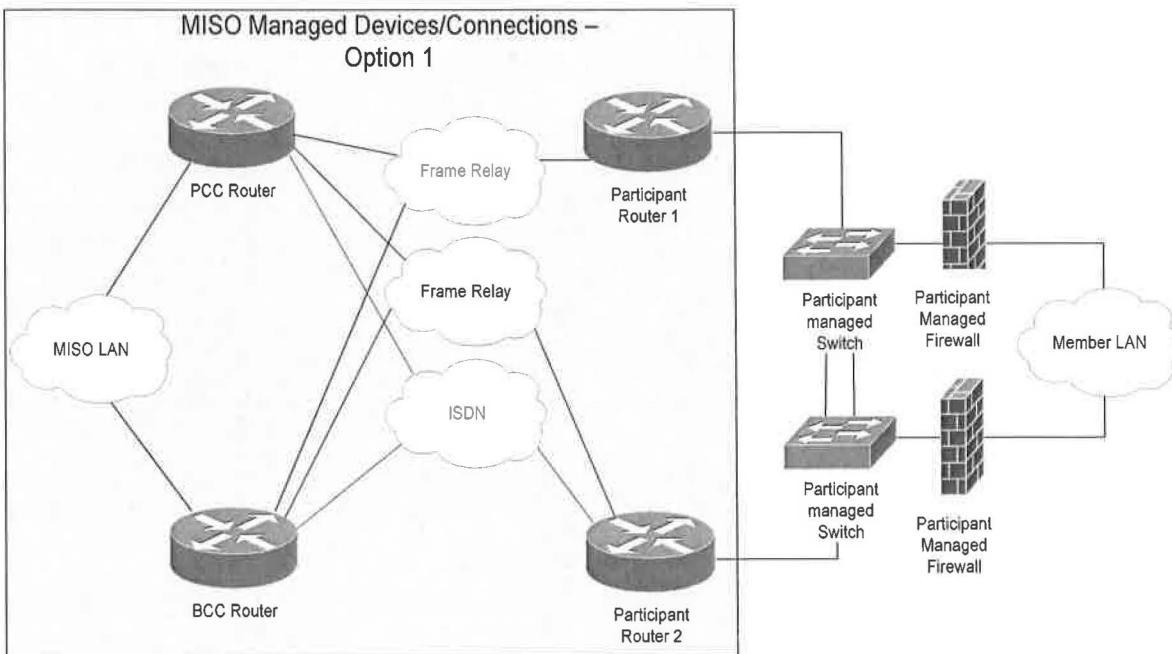 MISO Managed Devices/Connections –
Option 1
PCC Router
Frame Relay
Participant
Router 1
Frame Relay
MISO LAN
ISDN
BCC Router
Participant
Router 2
Participant
managed
Switch
Participant
Managed
Firewall
Member LAN
Participant
managed
Switch
Participant
Managed
Firewall